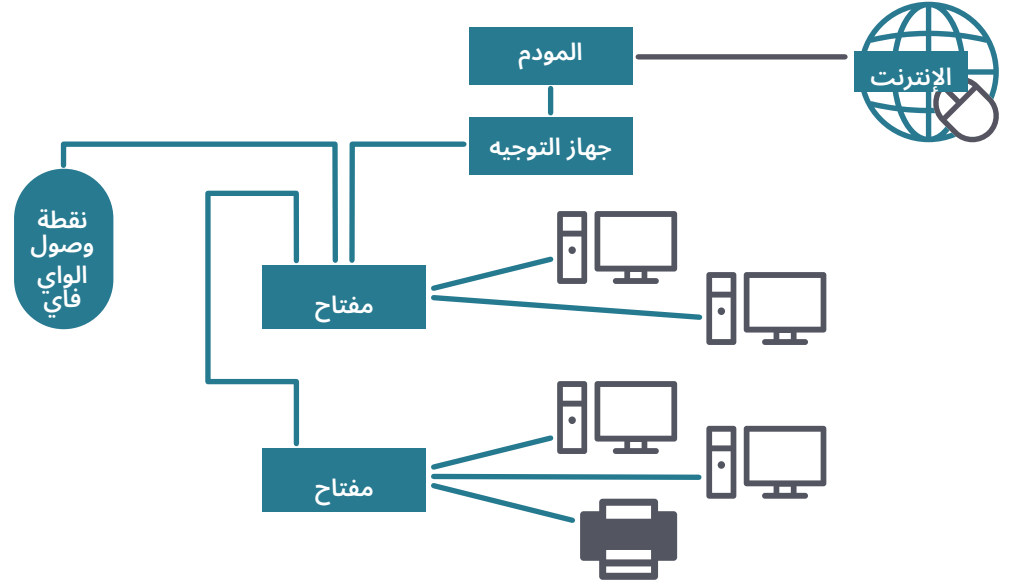 المودم
الإنترنت
جهاز التوجيه
نقطة
وصول
الواي
فاي
مفتاح
مفتاح